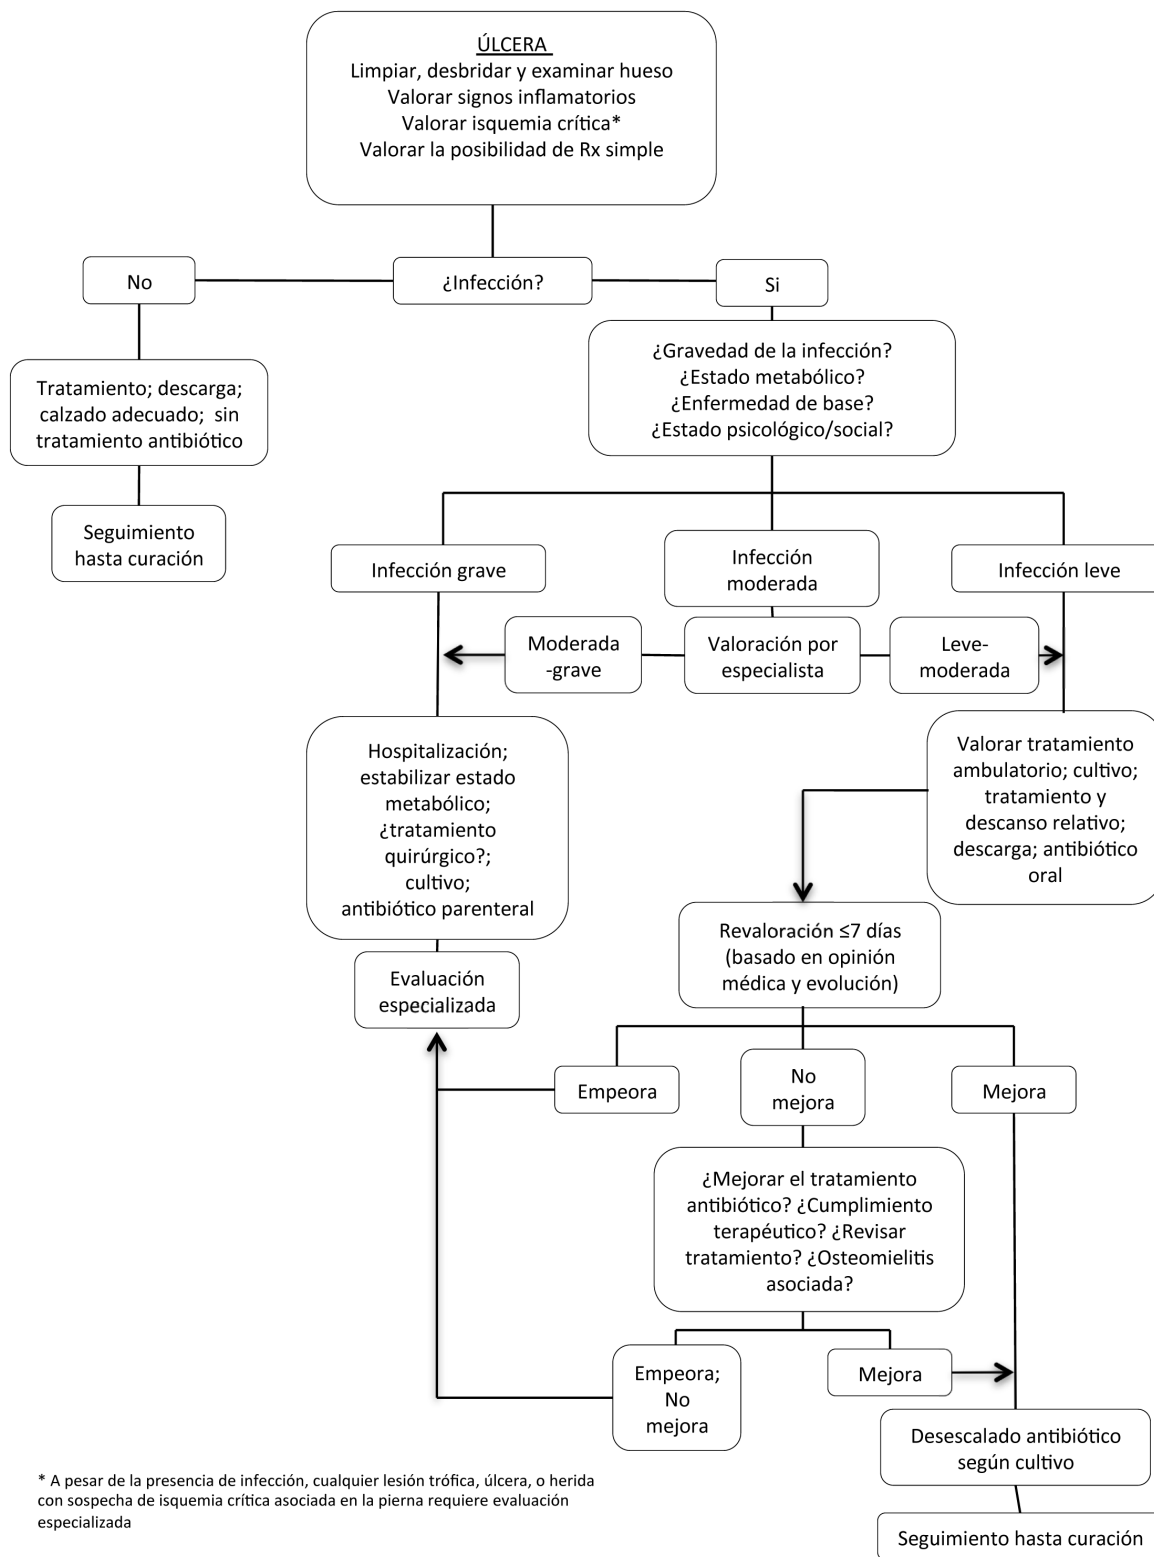 ÚLCERA
Limpiar, desbridar y examinar hueso
Valorar signos inflamatorios
Valorar isquemia crítica*
Valorar la posibilidad de Rx simple
No
¿Infección?
Si
Tratamiento; descarga;
calzado adecuado; sin
tratamiento antibiótico
Seguimiento
hasta curación
¿Gravedad de la infección?
¿Estado metabólico?
¿Enfermedad de base?
¿Estado psicológico/social?
Infección grave
Infección
moderada
Infección leve
Moderada
-grave
Valoración por
especialista
Leve-
moderada
Hospitalización;
estabilizar estado
metabólico;
¿tratamiento
quirúrgico?;
cultivo;
antibiótico parenteral
Valorar tratamiento
ambulatorio; cultivo;
tratamiento y
descanso relativo;
descarga; antibiótico
oral
Evaluación
especializada
Revaloración ≤7 días
(basado en opinión
médica y evolución)
Empeora
No
mejora
Mejora
¿Mejorar el tratamiento
antibiótico? ¿Cumplimiento
terapéutico? ¿Revisar
tratamiento? ¿Osteomielitis
asociada?
Empeora;
No
mejora
Mejora
Desescalado antibiótico
según cultivo
Seguimiento hasta curación
* A pesar de la presencia de infección, cualquier lesión trófica, úlcera, o herida
con sospecha de isquemia crítica asociada en la pierna requiere evaluación
especializada